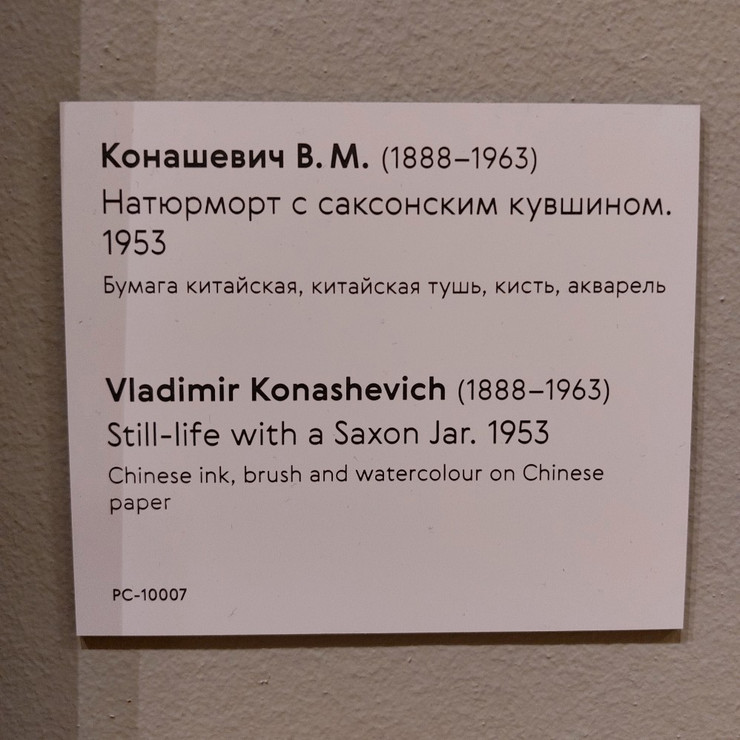 Конашевич В. М. (1888–1963)
Натюрморт с саксонским кувшином.
1953
Бумага китайская, китайская тушь, кисть, акварель
Vladimir Konashevich (1888–1963)
Still-life with a Saxon Jar. 1953
Chinese ink, brush and watercolour on Chinese
paper
РС-10007